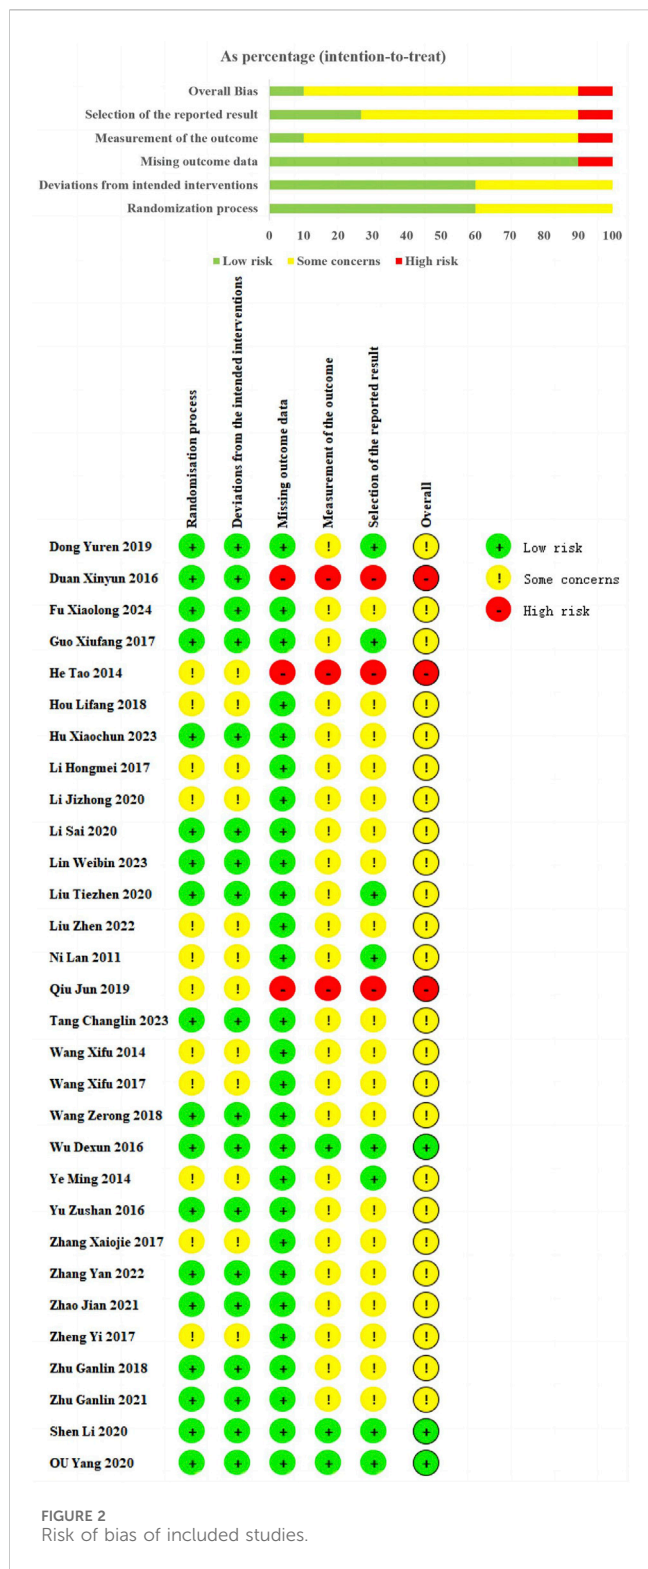 As percentage (intention-to-treat)
Overall Bias
Selection of the reported result
Measurement of the outcome
Mising outcome data
Deviations from intended interventions
Randomization process
0 10 20 30 40 50 60 70 80 90 100
Low risk Some concerns High risk
Randomisation process
Deviations from the intended interventions
Missing outcome data
Measurement of the outcome
Selection of the reported result
Overall
Dong Yuren 2019 + + + ! + !
+ Low risk
Duan Xinyun 2016 + + - - - -
! Some concerns
Fu Xiaolong 2024 + + + ! ! !
- High risk
Guo Xiufang 2017 + + + ! + !
He Tao 2014 ! ! - - - -
Hou Lifang 2018 ! ! + ! ! !
Hu Xiaochun 2023 + + + ! ! !
Li Hongmei 2017 ! ! + ! ! !
Li Jizhong 2020 ! ! + ! ! !
Li Sai 2020 + + + ! ! !
Lin Weibin 2023 + + + ! ! !
Liu Tiezhen 2020 + + + ! + !
Liu Zhen 2022 ! ! + ! ! !
Ni Lan 2011 ! ! + ! + !
Qiu Jun 2019 ! ! - - - -
Tang Changlin 2023 + + + ! ! !
Wang Xifu 2014 ! ! + ! ! !
Wang Xifu 2017 ! ! + ! ! !
Wang Zerong 2018 + + + ! ! !
Wu Dexun 2016 + + + + + +
Ye Ming 2014 ! ! + ! + !
Yu Zushan 2016 + + + ! ! !
Zhang Xaiojie 2017 ! ! + ! ! !
Zhang Yan 2022 + + + ! ! !
Zhao Jian 2021 + + + ! ! !
Zheng Yi 2017 ! ! + ! ! !
Zhu Ganlin 2018 + + + ! ! !
Zhu Ganlin 2021 + + + ! ! !
Shen Li 2020 + + + + + +
OU Yang 2020 + + + + + +
FIGURE 2
Risk of bias of included studies.